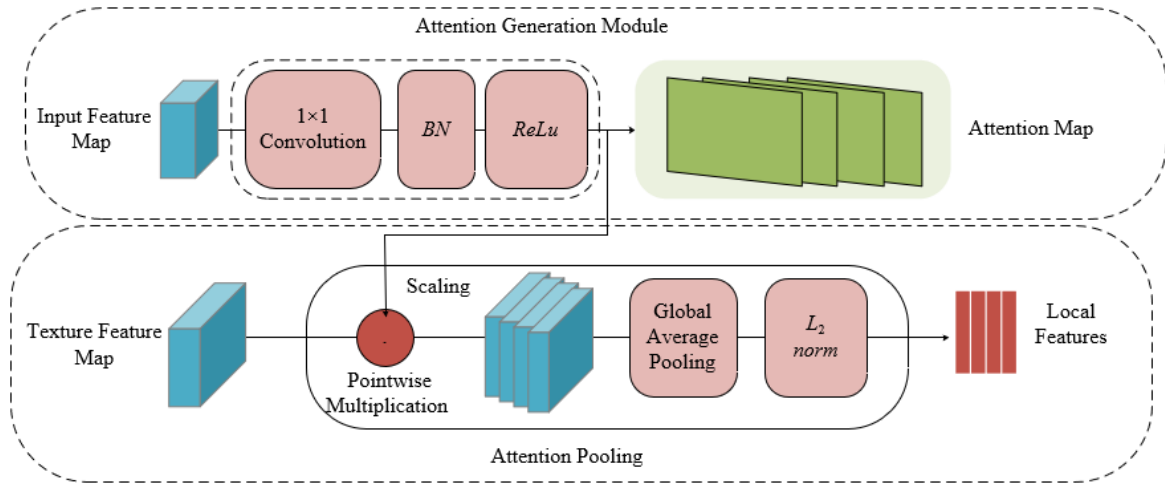 Attention Generation Module
Input Feature
Map
1×1
Convolution
BN
ReLu
Attention Map
Scaling
Texture Feature
Map
.
Pointwise
Multiplication
Global
Average
Pooling
L₂
norm
Local
Features
Attention Pooling